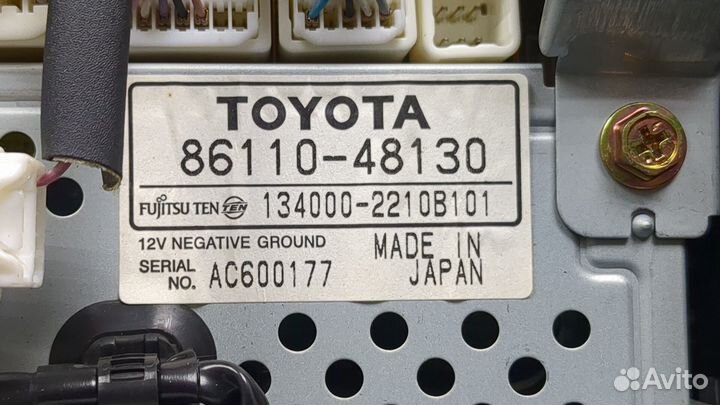 TOYOTA
86110-48130
FUJITSU TEN TEN 134000-2210B101
12V NEGATIVE GROUND MADE IN
SERIAL NO. AC600177 JAPAN
Avito